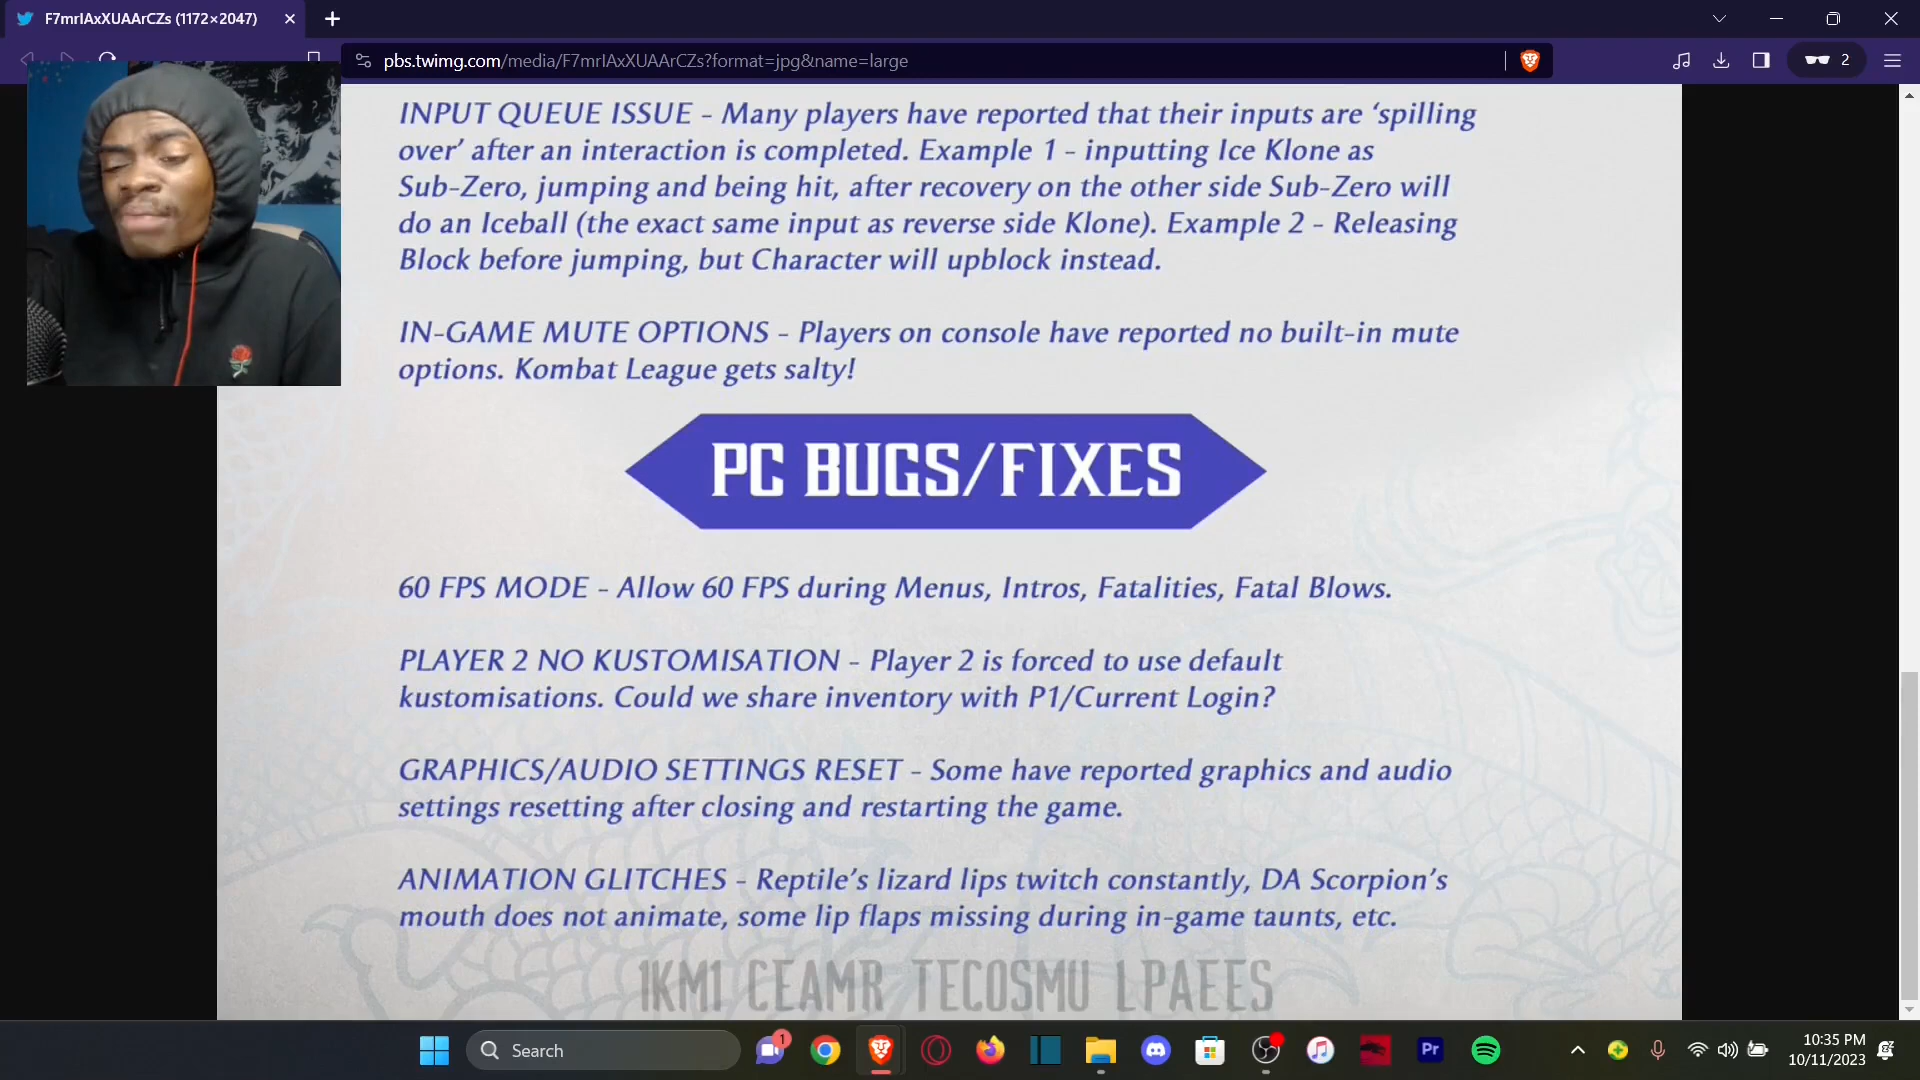 F7mrIAxXUAArCZs (1172×2047)
pbs.twimg.com/media/F7mrIAxXUAArCZs?format=jpg&name=large
2
INPUT QUEUE ISSUE - Many players have reported that their inputs are ‘spilling
over’ after an interaction is completed. Example 1 - inputting Ice Klone as
Sub-Zero, jumping and being hit, after recovery on the other side Sub-Zero will
do an Iceball (the exact same input as reverse side Klone). Example 2 - Releasing
Block before jumping, but Character will upblock instead.
IN-GAME MUTE OPTIONS - Players on console have reported no built-in mute
options. Kombat League gets salty!
PC BUGS/FIXES
60 FPS MODE - Allow 60 FPS during Menus, Intros, Fatalities, Fatal Blows.
PLAYER 2 NO KUSTOMISATION - Player 2 is forced to use default
kustomisations. Could we share inventory with P1/Current Login?
GRAPHICS/AUDIO SETTINGS RESET - Some have reported graphics and audio
settings resetting after closing and restarting the game.
ANIMATION GLITCHES - Reptile’s lizard lips twitch constantly, DA Scorpion’s
mouth does not animate, some lip flaps missing during in-game taunts, etc.
1KM1 CEAMR TECOSMU LPAEES
Search
1
Pr
10:35 PM
10/11/2023